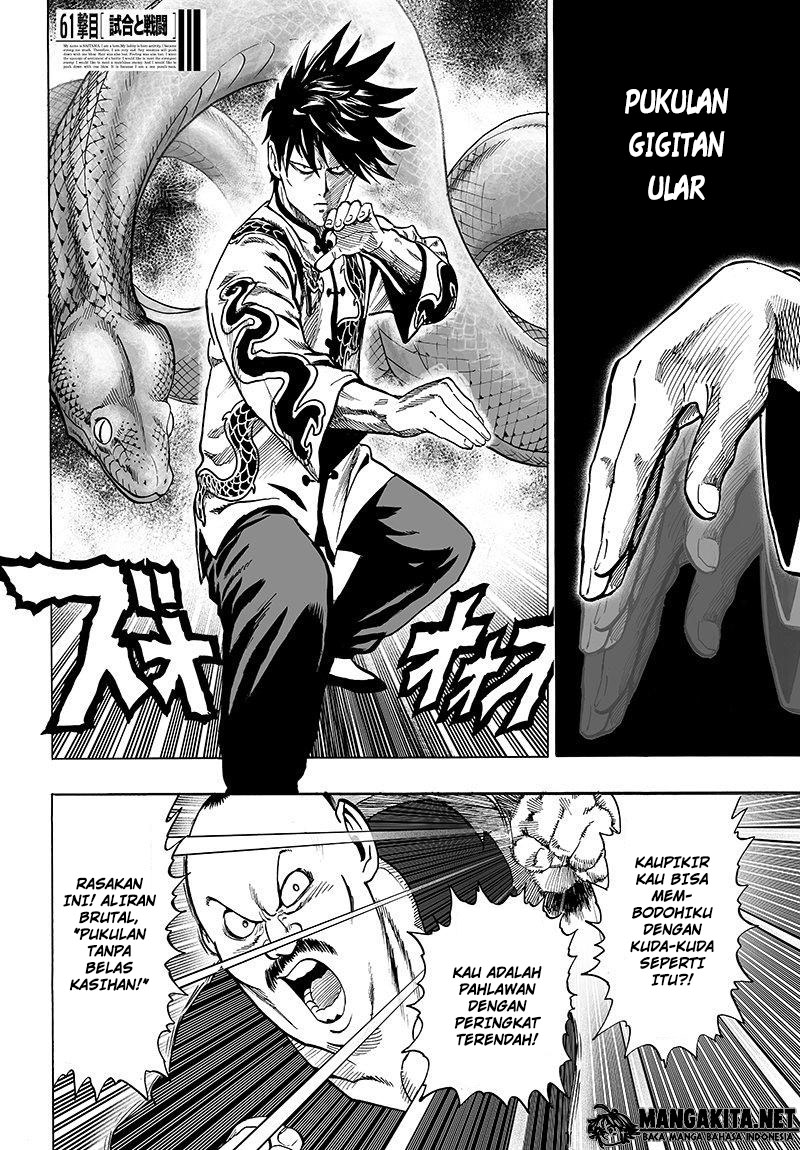 61撃目 [ 試合と戦闘 ]
PUKULAN
GIGITAN
ULAR
ズオ
オオオ
KAUPIKIR
KAU BISA
MEM-
BODOHIKU
DENGAN
KUDA-KUDA
SEPERTI
ITU?!
KAU ADALAH
PAHLAWAN
DENGAN
PERINGKAT
TERENDAH!
RASAKAN
INI! ALIRAN
BRUTAL,
"PUKULAN
TANPA
BELAS
KASIHAN!"
MANGAKITA.NET
BACA MANGA BAHASA INDONESIA